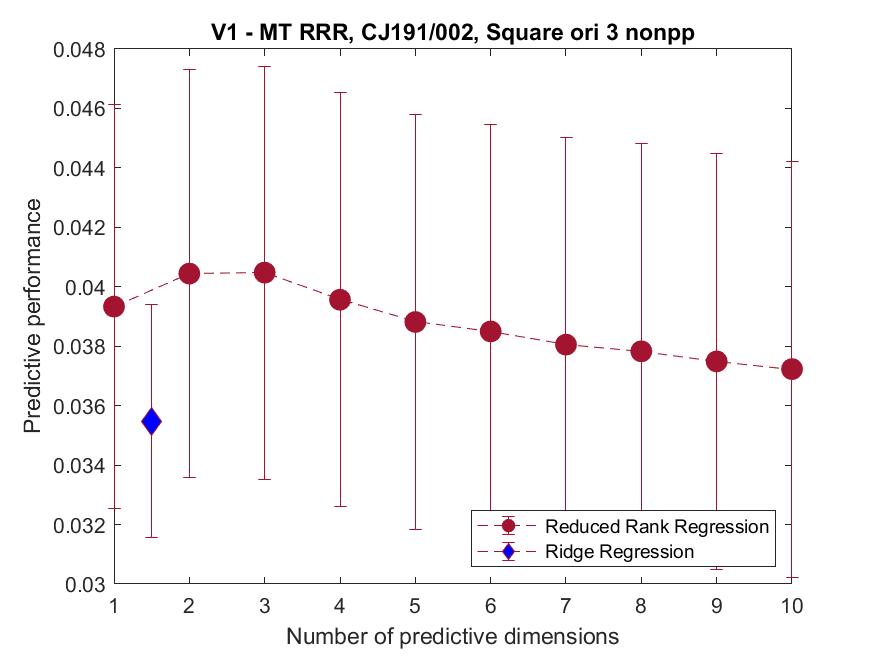 V1 - MT RRR, CJ191/002, Square ori 3 nonpp
Predictive performance
0.048
0.046
0.044
0.042
0.04
0.038
0.036
0.034
0.032
0.03
Reduced Rank Regression
Ridge Regression
1 2 3 4 5 6 7 8 9 10
Number of predictive dimensions